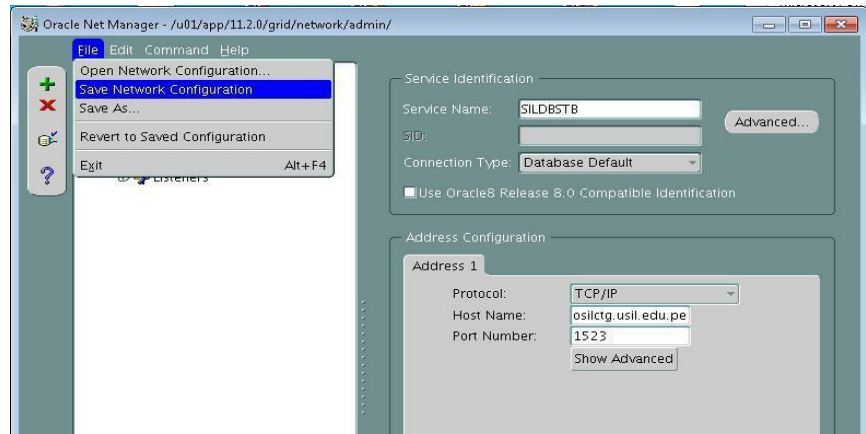 Oracle Net Manager - /u01/app/11.2.0/grid/network/admin/
File Edit Command Help
Open Network Configuration...
Save Network Configuration
Save As...
Revert to Saved Configuration
Exit Alt+F4
Listeners
Service Identification
Service Name: SILDBSTB
Advanced...
SID:
Connection Type: Database Default
Use Oracle8 Release 8.0 Compatible Identification
Address Configuration
Address 1
Protocol: TCP/IP
Host Name: osilctg.usil.edu.pe
Port Number: 1523
Show Advanced